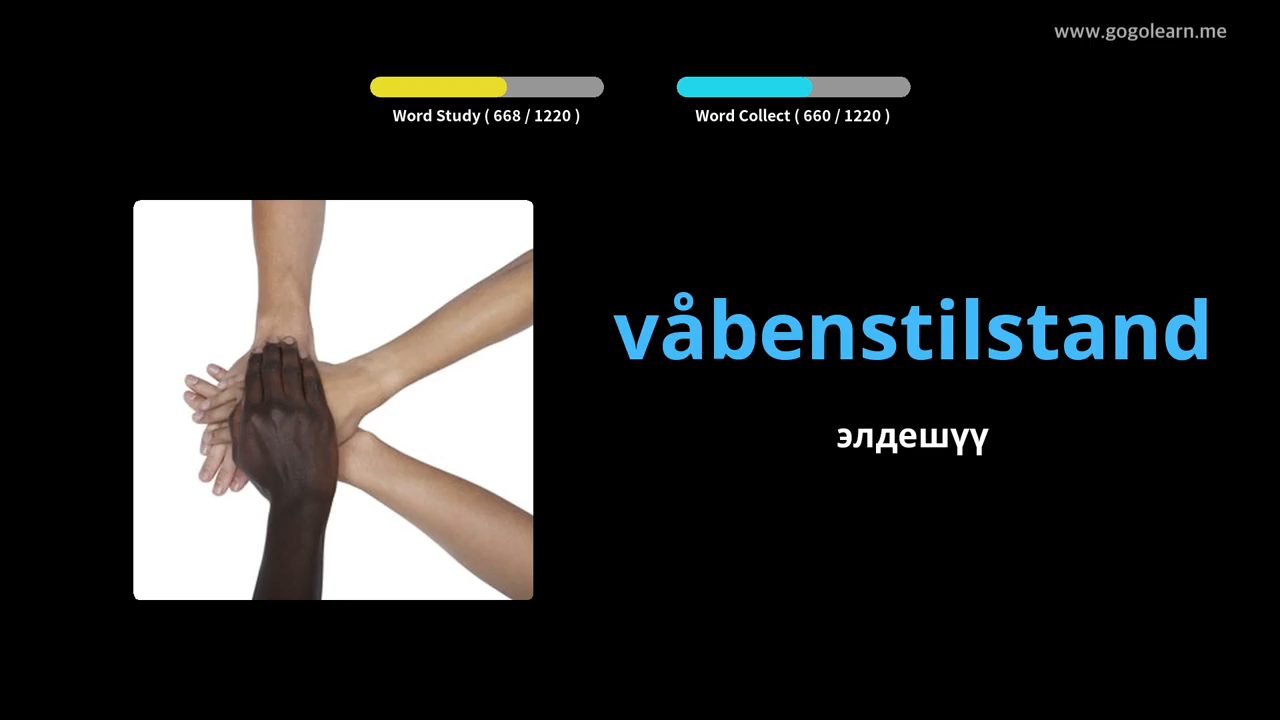 www.gogolearn.me
Word Study ( 668 / 1220 )
Word Collect ( 660 / 1220 )
våbenstilstand
элдешүү